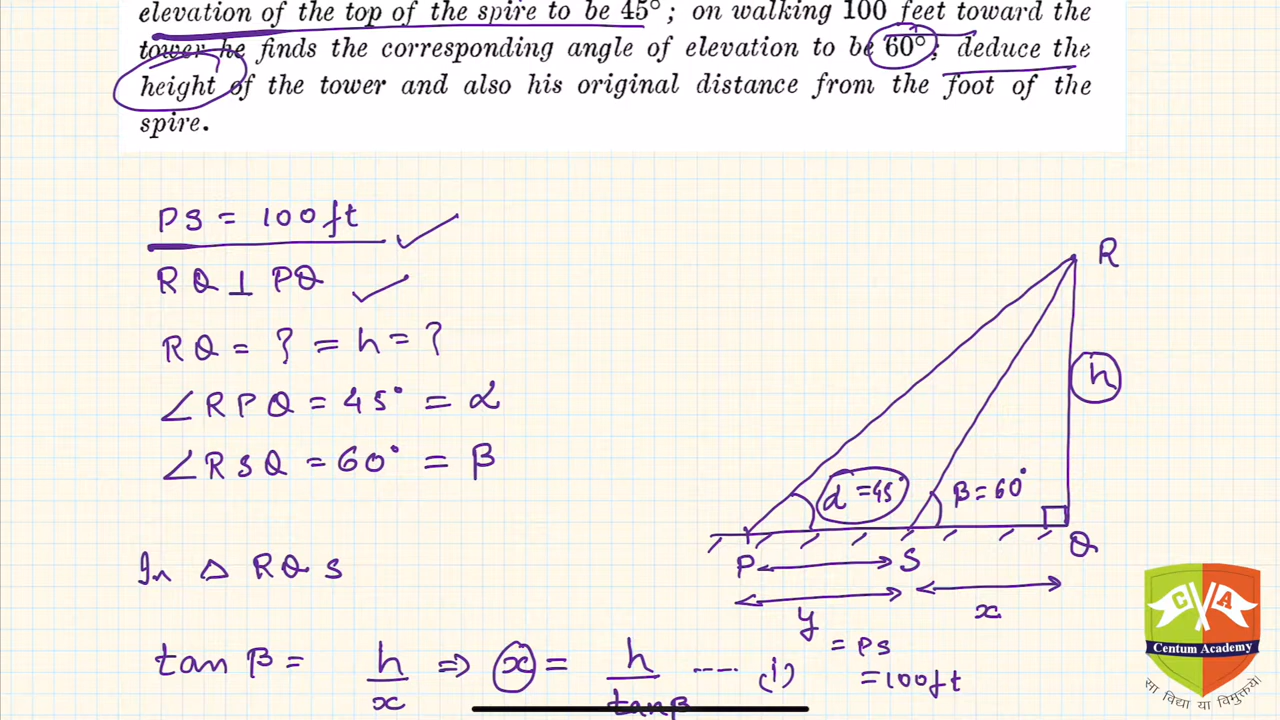 elevation of the top of the spire to be 45°; on walking 100 feet toward the
tower he finds the corresponding angle of elevation to be 60°; deduce the
height of the tower and also his original distance from the foot of the
spire.
PS = 100ft
RQ ⊥ PQ
RQ = ? = h = ?
∠RPQ = 45° = α
∠RSQ = 60° = β
In △ RQS
tan β = h/x ⇒ x = h/tanβ ---- (1)
R
h
α = 45°
β = 60°
P
S
Q
y
x
= PS
= 100ft
C A
Centum Academy
सा विद्या या विमुक्तये।